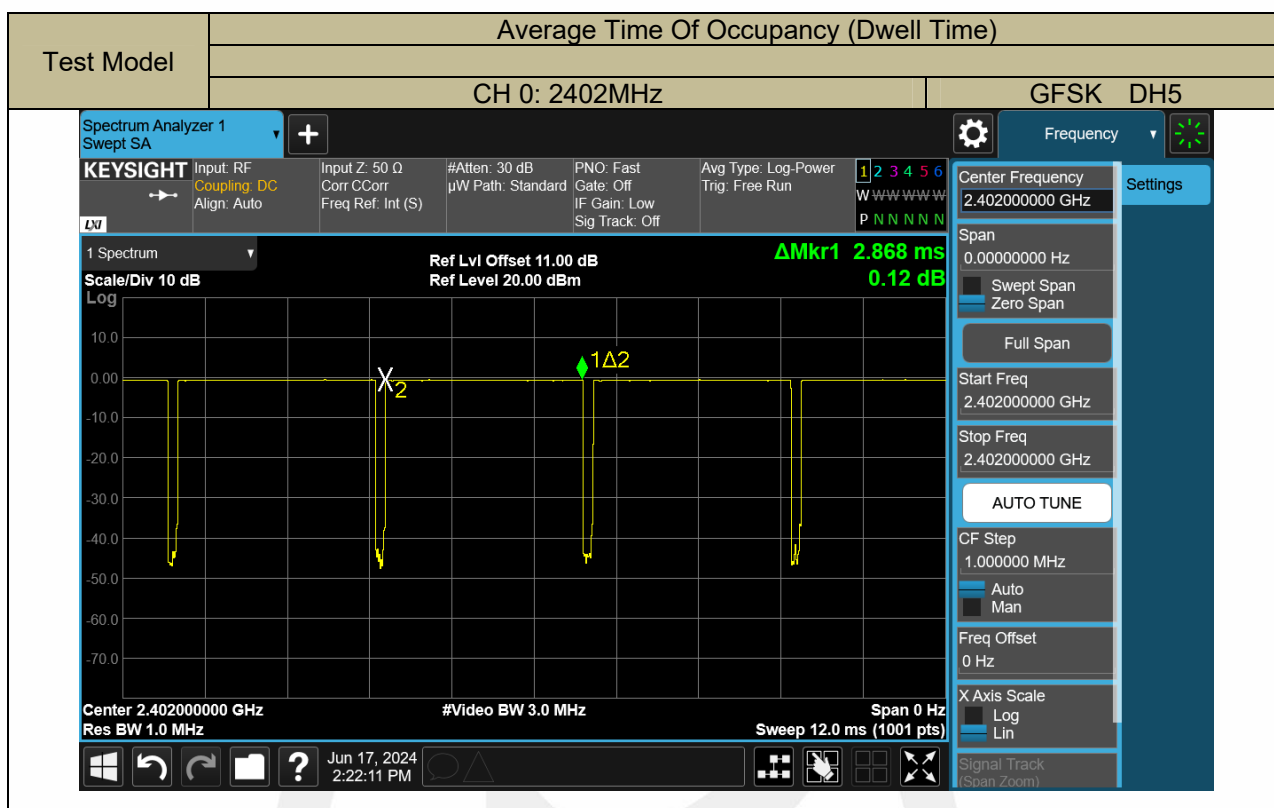 Average Time Of Occupancy (Dwell Time)
Test Model
CH 0: 2402MHz GFSK DH5
Spectrum Analyzer 1
Swept SA
Frequency
KEYSIGHT
LXI
Input: RF
Coupling: DC
Align: Auto
Input Z: 50 Ω
Corr CCorr
Freq Ref: Int (S)
#Atten: 30 dB
µW Path: Standard
PNO: Fast
Gate: Off
IF Gain: Low
Sig Track: Off
Avg Type: Log-Power
Trig: Free Run
1 2 3 4 5 6
W W W W W W
P N N N N N
1 Spectrum
Scale/Div 10 dB
Log
Ref Lvl Offset 11.00 dB
Ref Level 20.00 dBm
ΔMkr1 2.868 ms
0.12 dB
10.0
0.00
-10.0
-20.0
-30.0
-40.0
-50.0
-60.0
-70.0
X2
1Δ2
Center 2.402000000 GHz
Res BW 1.0 MHz
#Video BW 3.0 MHz
Span 0 Hz
Sweep 12.0 ms (1001 pts)
Jun 17, 2024
2:22:11 PM
Center Frequency
2.402000000 GHz
Span
0.00000000 Hz
Swept Span
Zero Span
Full Span
Start Freq
2.402000000 GHz
Stop Freq
2.402000000 GHz
AUTO TUNE
CF Step
1.000000 MHz
Auto
Man
Freq Offset
0 Hz
X Axis Scale
Log
Lin
Signal Track
(Span Zoom)
Settings